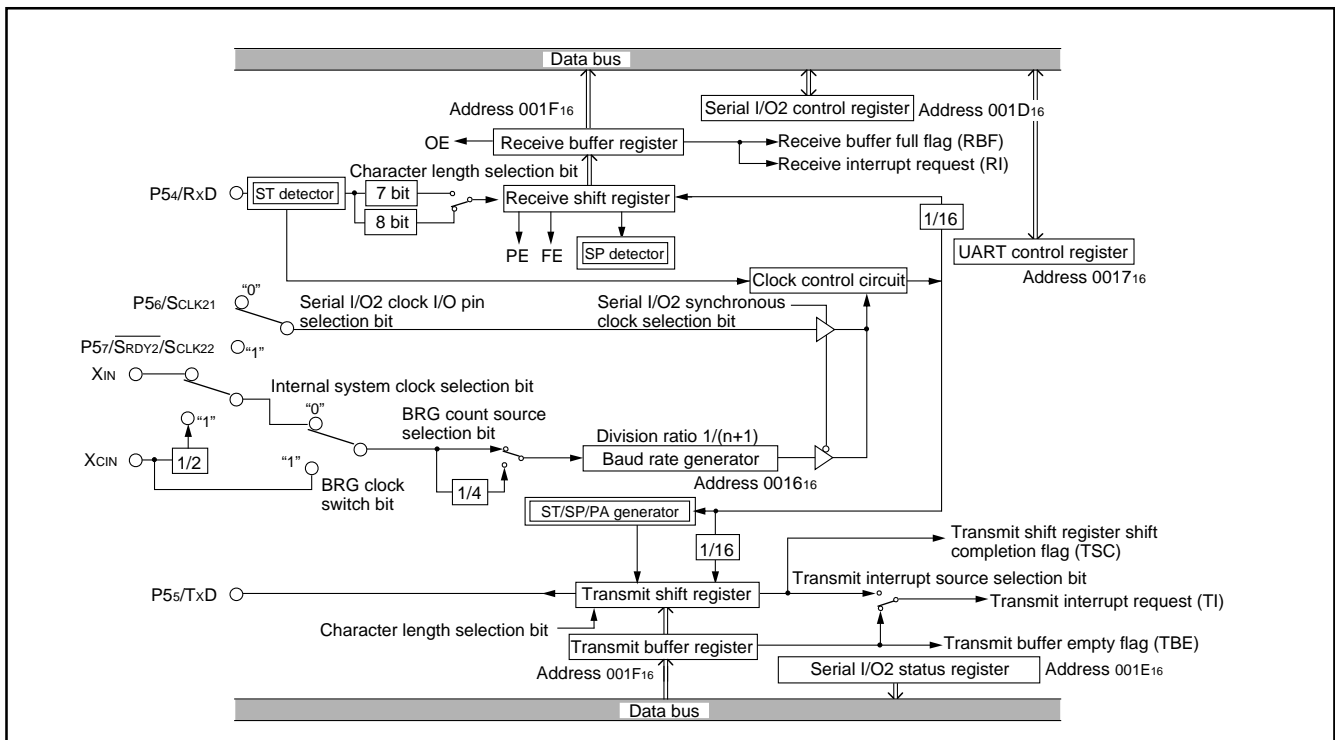 Data bus
Address 001F16
Serial I/O2 control register
Address 001D16
OE
Receive buffer register
Receive buffer full flag (RBF)
Receive interrupt request (RI)
Character length selection bit
P54/RxD
ST detector
7 bit
8 bit
Receive shift register
1/16
PE
FE
SP detector
UART control register
Address 001716
Clock control circuit
P56/SCLK21
"0"
Serial I/O2 clock I/O pin
selection bit
Serial I/O2 synchronous
clock selection bit
P57/SRDY2/SCLK22
"1"
XIN
Internal system clock selection bit
"0"
"1"
BRG count source
selection bit
Division ratio 1/(n+1)
Baud rate generator
XCIN
1/2
"1"
BRG clock
switch bit
1/4
Address 001616
ST/SP/PA generator
1/16
Transmit shift register shift
completion flag (TSC)
Transmit interrupt source selection bit
P55/TxD
Transmit shift register
Transmit interrupt request (TI)
Character length selection bit
Transmit buffer register
Transmit buffer empty flag (TBE)
Address 001F16
Serial I/O2 status register
Address 001E16
Data bus